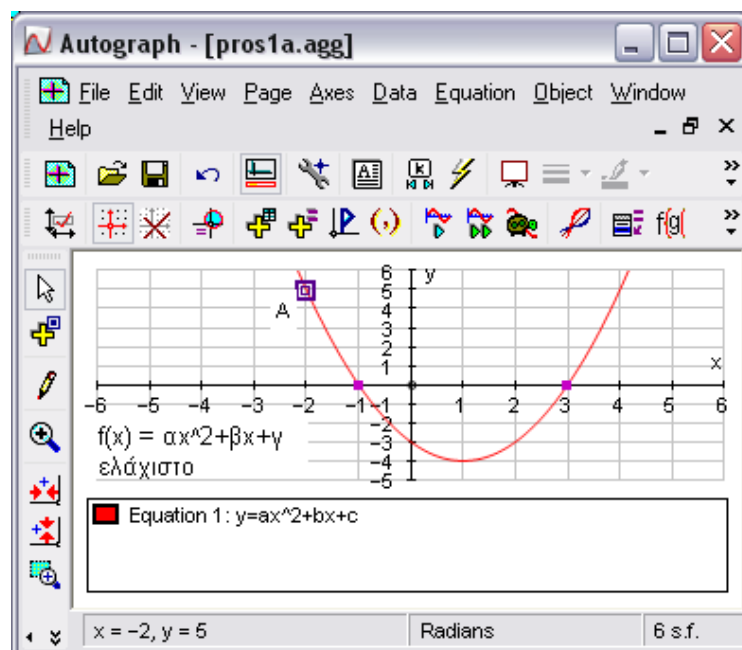 Autograph - [pros1a.agg]
File Edit View Page Axes Data Equation Object Window
Help
6 y
5
A 4
3
2
1 x
-6 -5 -4 -3 -2 -1 1 2 3 4 5 6
-1
-2
f(x) = αx^2+βx+γ -3
ελάχιστο -4
-5
Equation 1: y=ax^2+bx+c
x = -2, y = 5 Radians 6 s.f.